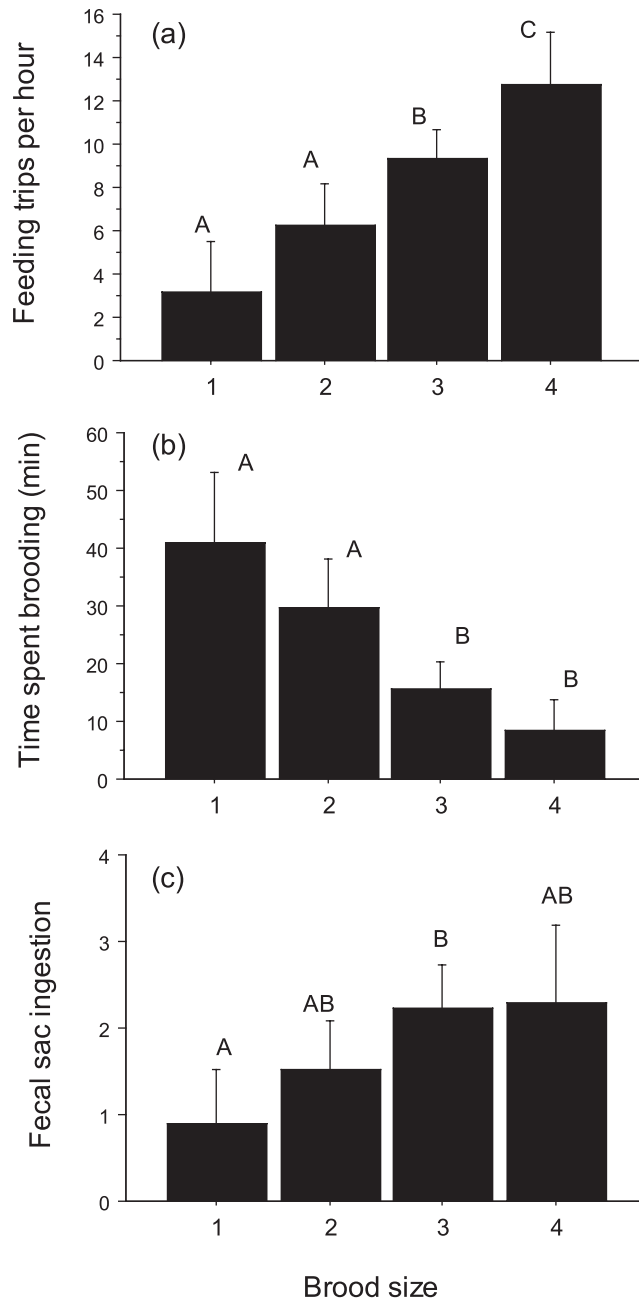 (a)
Feeding trips per hour
16
14
12
10
8
6
4
2
0
A
A
B
C
1 2 3 4
(b)
Time spent brooding (min)
60
50
40
30
20
10
0
A
A
B
B
1 2 3 4
(c)
Fecal sac ingestion
4
3
2
1
0
A
AB
B
AB
1 2 3 4
Brood size